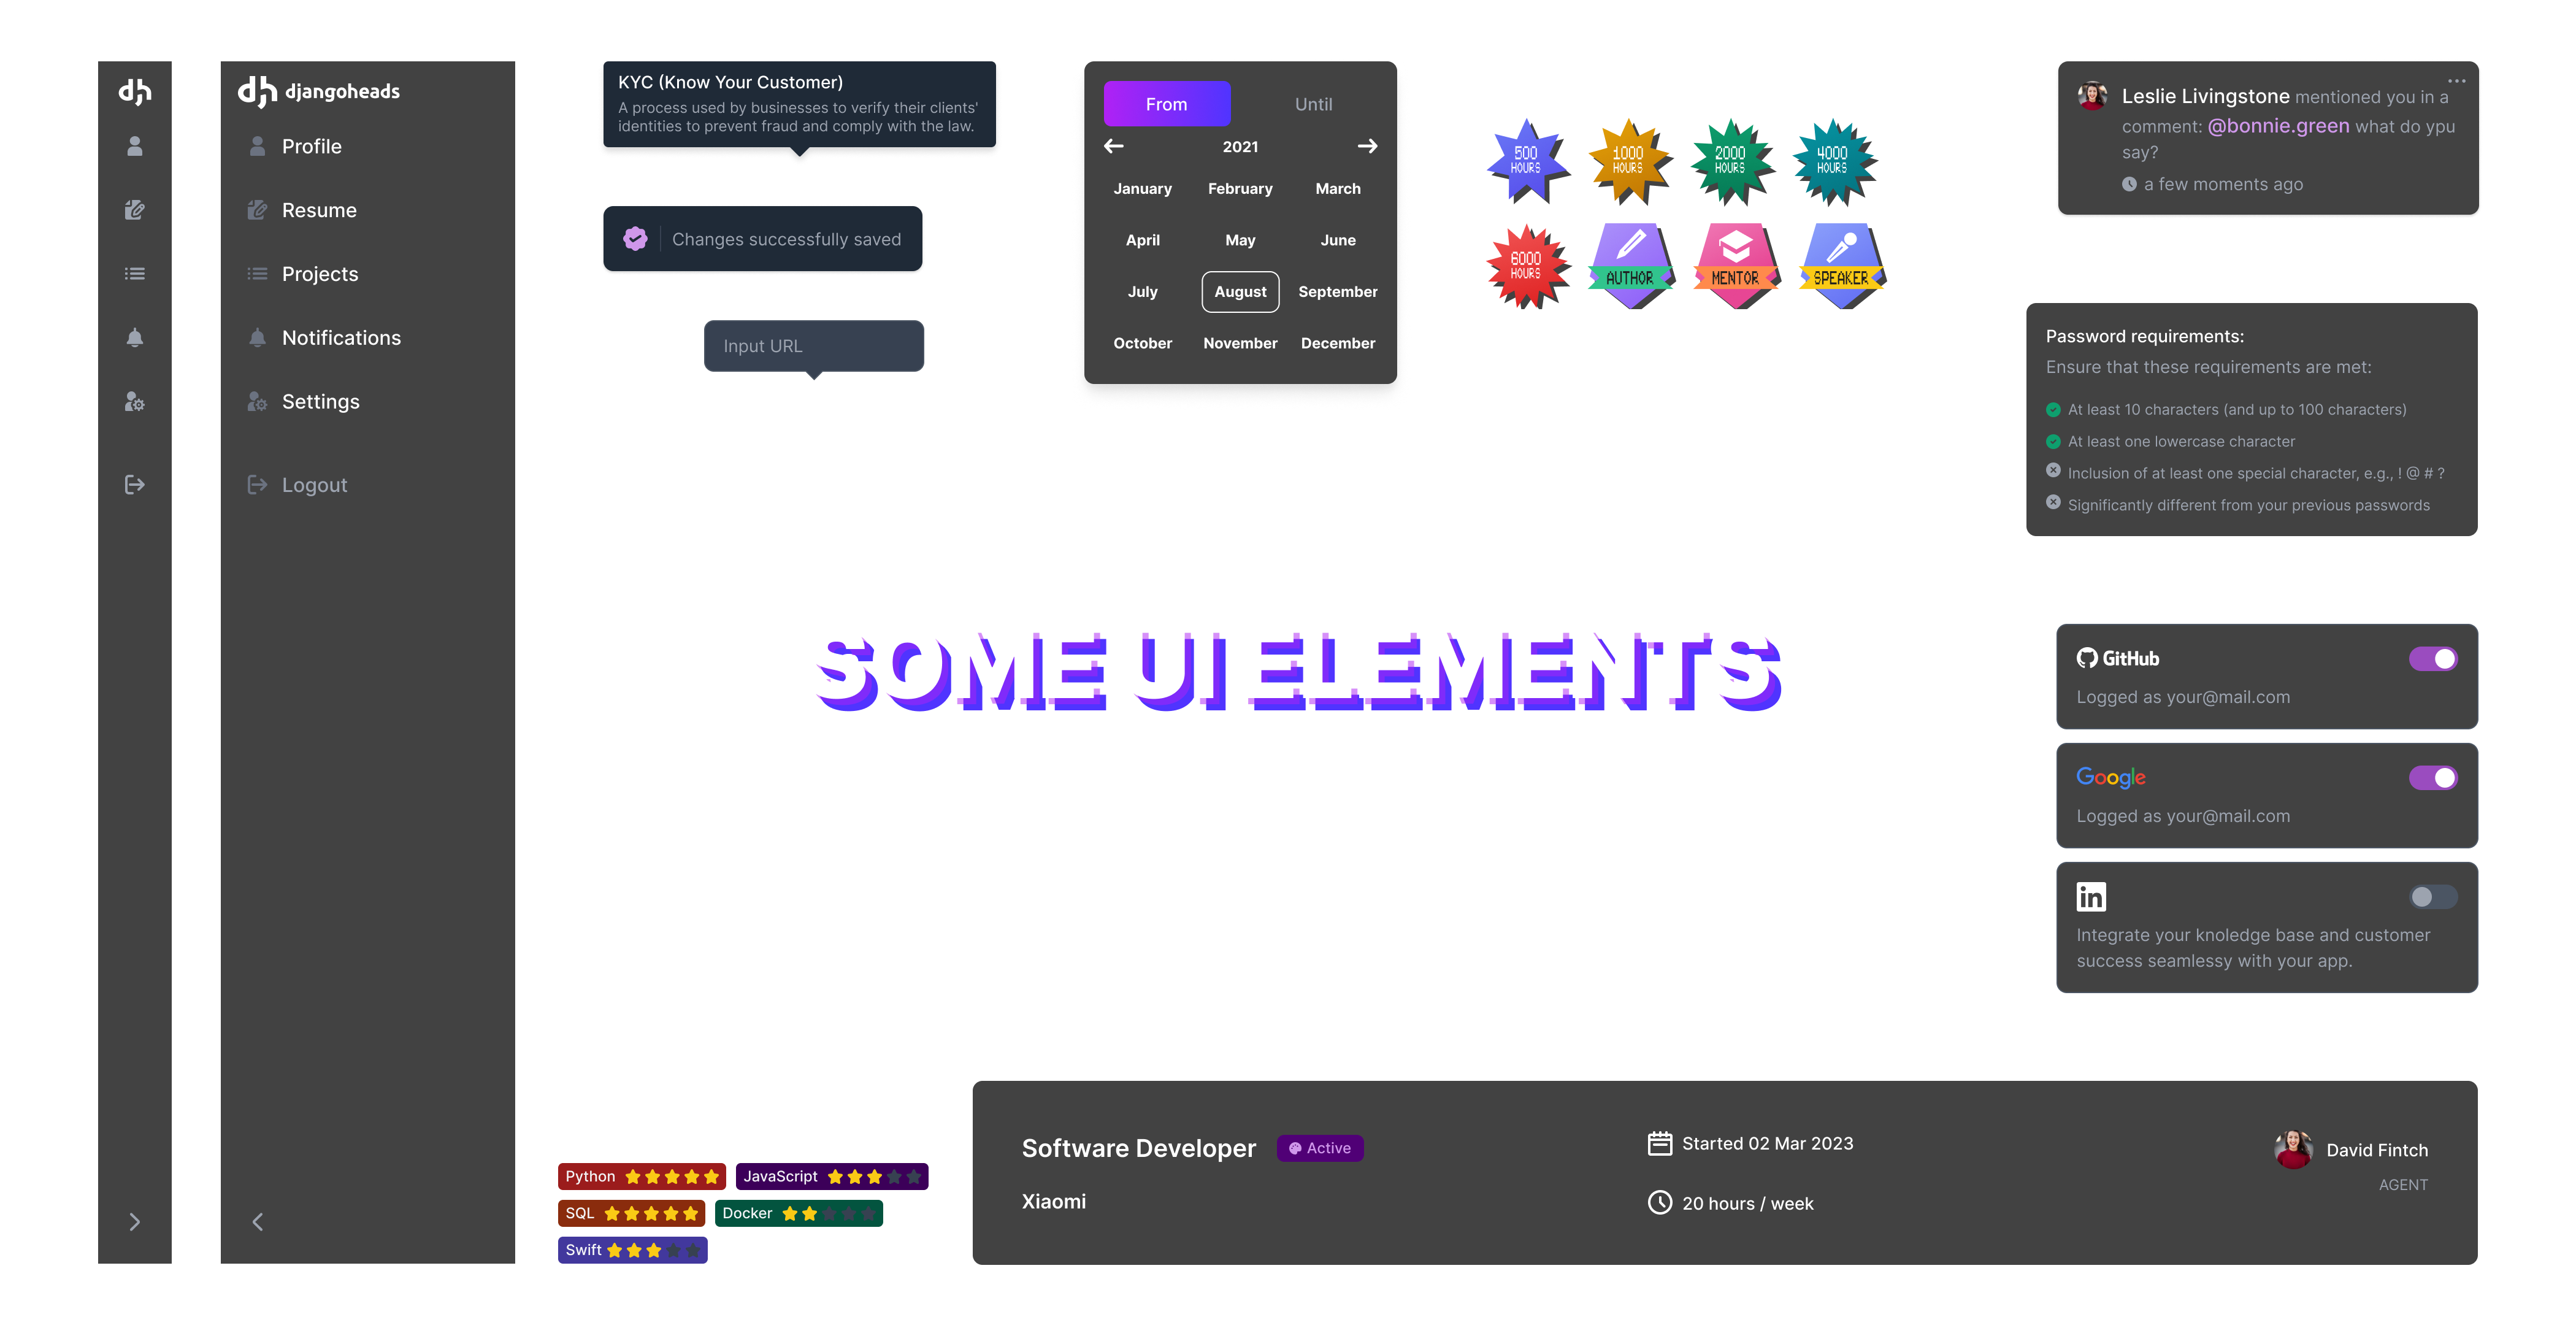 dh
dh djangoheads
Profile
Resume
Projects
Notifications
Settings
Logout
KYC (Know Your Customer)
A process used by businesses to verify their clients'
identities to prevent fraud and comply with the law.
Changes successfully saved
Input URL
From Until
2021
January February March
April May June
July August September
October November December
500
HOURS
1000
HOURS
2000
HOURS
4000
HOURS
6000
HOURS
AUTHOR
MENTOR
SPEAKER
Leslie Livingstone mentioned you in a
comment: @bonnie.green what do ypu
say?
a few moments ago
Password requirements:
Ensure that these requirements are met:
At least 10 characters (and up to 100 characters)
At least one lowercase character
Inclusion of at least one special character, e.g., ! @ # ?
Significantly different from your previous passwords
SOME UI ELEMENTS
GitHub
Logged as your@mail.com
Google
Logged as your@mail.com
in
Integrate your knoledge base and customer
success seamlessy with your app.
Python
JavaScript
SQL
Docker
Swift
Software Developer Active
Xiaomi
Started 02 Mar 2023
20 hours / week
David Fintch
AGENT